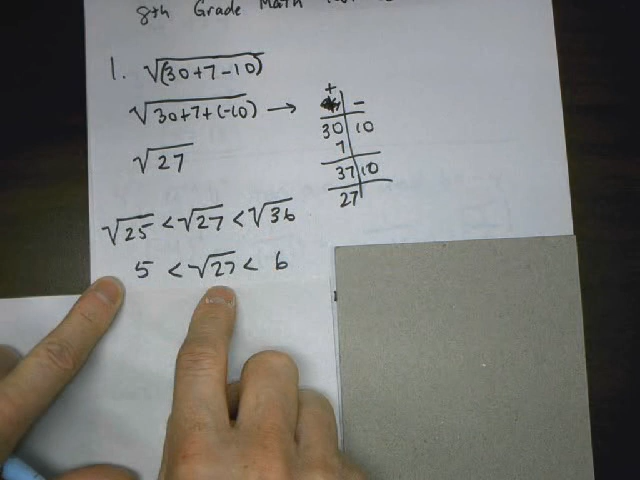 8th Grade Math
1. √(30+7-10)
√30+7+(-10) →
√27
√25 < √27 < √36
5 < √27 < 6
+ -
30 10
7
37 10
27